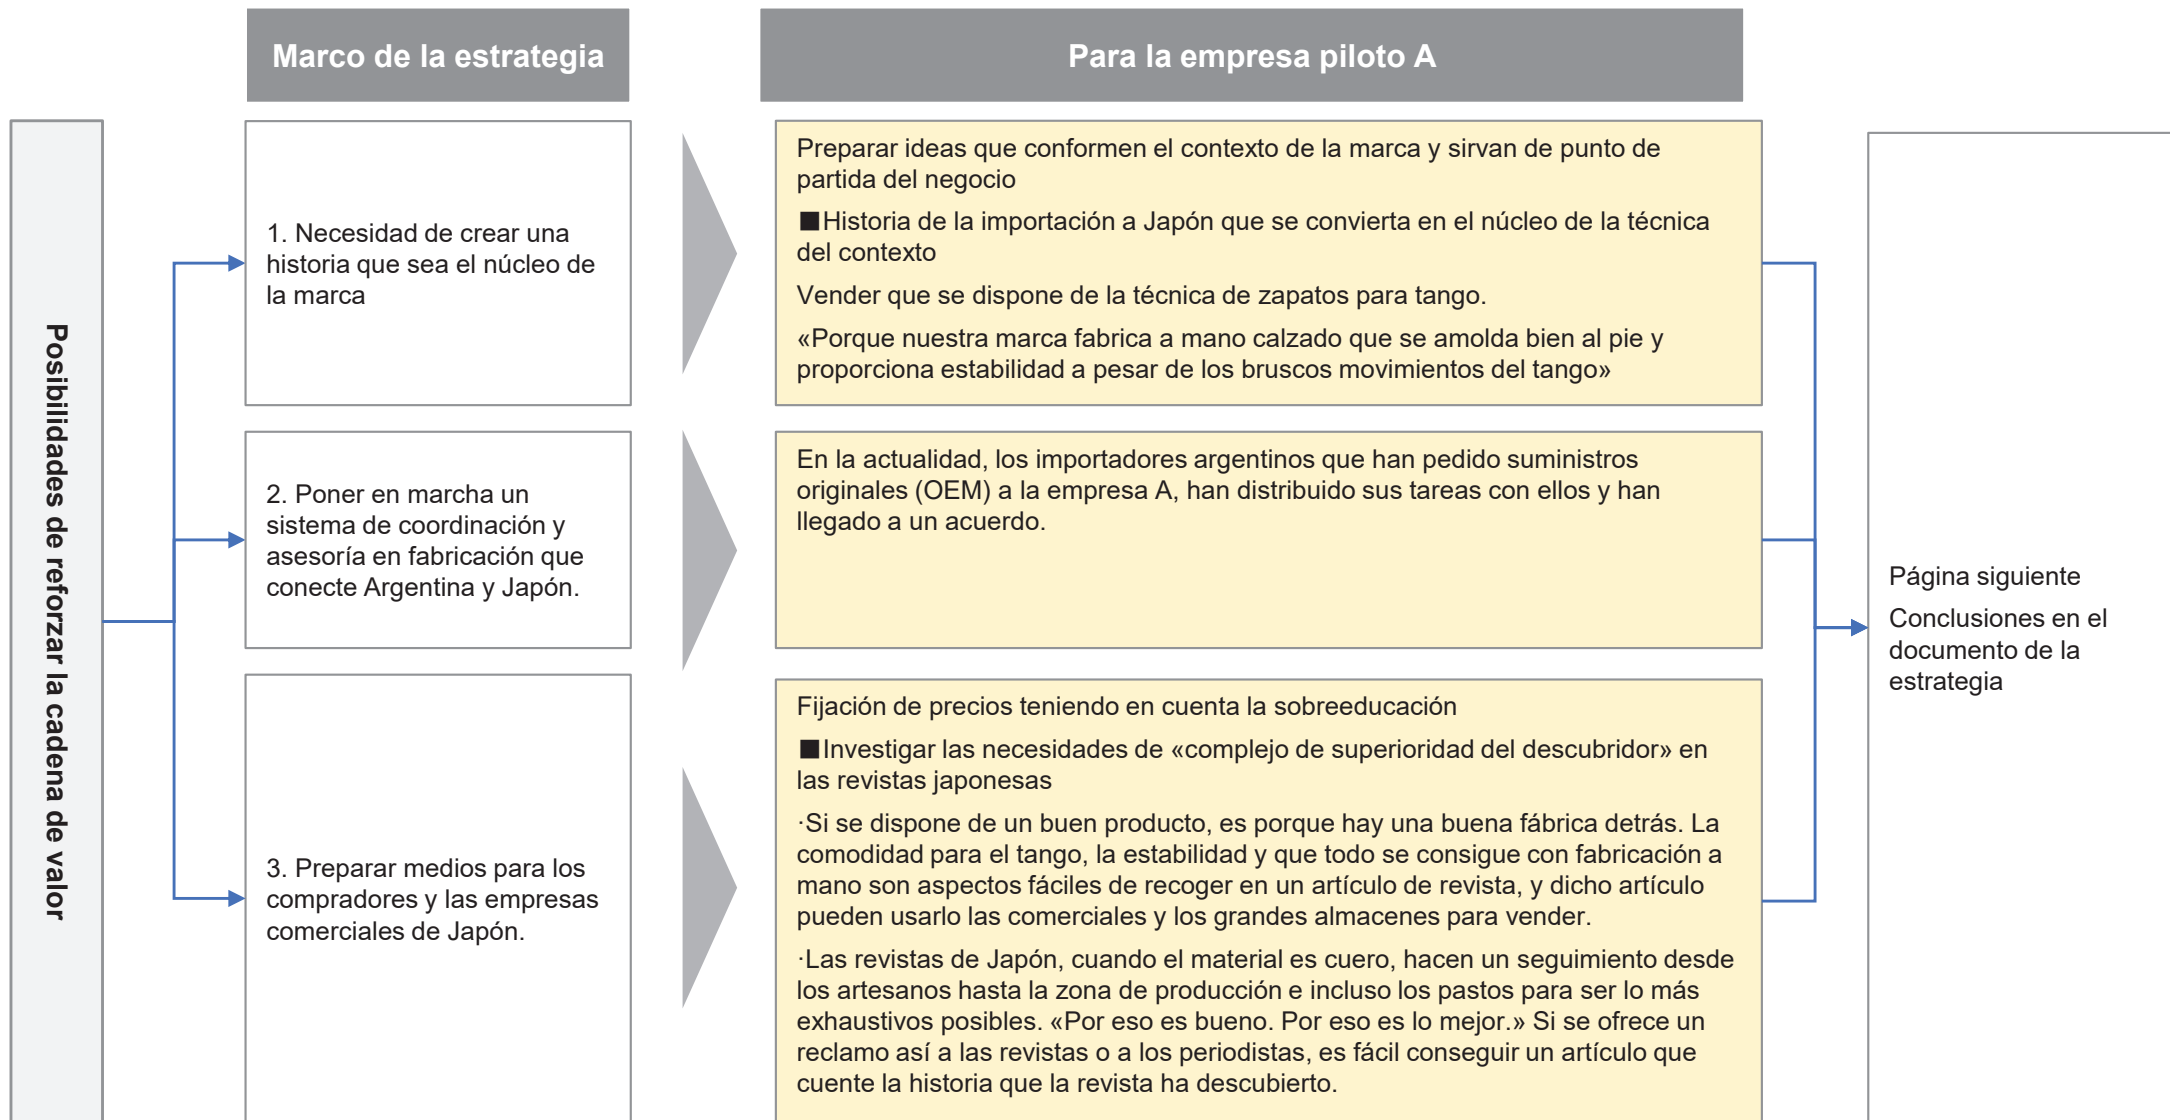 Marco de la estrategia
Para la empresa piloto A
Posibilidades de reforzar la cadena de valor
1. Necesidad de crear una
historia que sea el núcleo de
la marca
Preparar ideas que conformen el contexto de la marca y sirvan de punto de
partida del negocio
■Historia de la importación a Japón que se convierta en el núcleo de la técnica
del contexto
Vender que se dispone de la técnica de zapatos para tango.
«Porque nuestra marca fabrica a mano calzado que se amolda bien al pie y
proporciona estabilidad a pesar de los bruscos movimientos del tango»
2. Poner en marcha un
sistema de coordinación y
asesoría en fabricación que
conecte Argentina y Japón.
En la actualidad, los importadores argentinos que han pedido suministros
originales (OEM) a la empresa A, han distribuido sus tareas con ellos y han
llegado a un acuerdo.
3. Preparar medios para los
compradores y las empresas
comerciales de Japón.
Fijación de precios teniendo en cuenta la sobreeducación
■Investigar las necesidades de «complejo de superioridad del descubridor» en
las revistas japonesas
·Si se dispone de un buen producto, es porque hay una buena fábrica detrás. La
comodidad para el tango, la estabilidad y que todo se consigue con fabricación a
mano son aspectos fáciles de recoger en un artículo de revista, y dicho artículo
pueden usarlo las comerciales y los grandes almacenes para vender.
·Las revistas de Japón, cuando el material es cuero, hacen un seguimiento desde
los artesanos hasta la zona de producción e incluso los pastos para ser lo más
exhaustivos posibles. «Por eso es bueno. Por eso es lo mejor.» Si se ofrece un
reclamo así a las revistas o a los periodistas, es fácil conseguir un artículo que
cuente la historia que la revista ha descubierto.
Página siguiente
Conclusiones en el
documento de la
estrategia